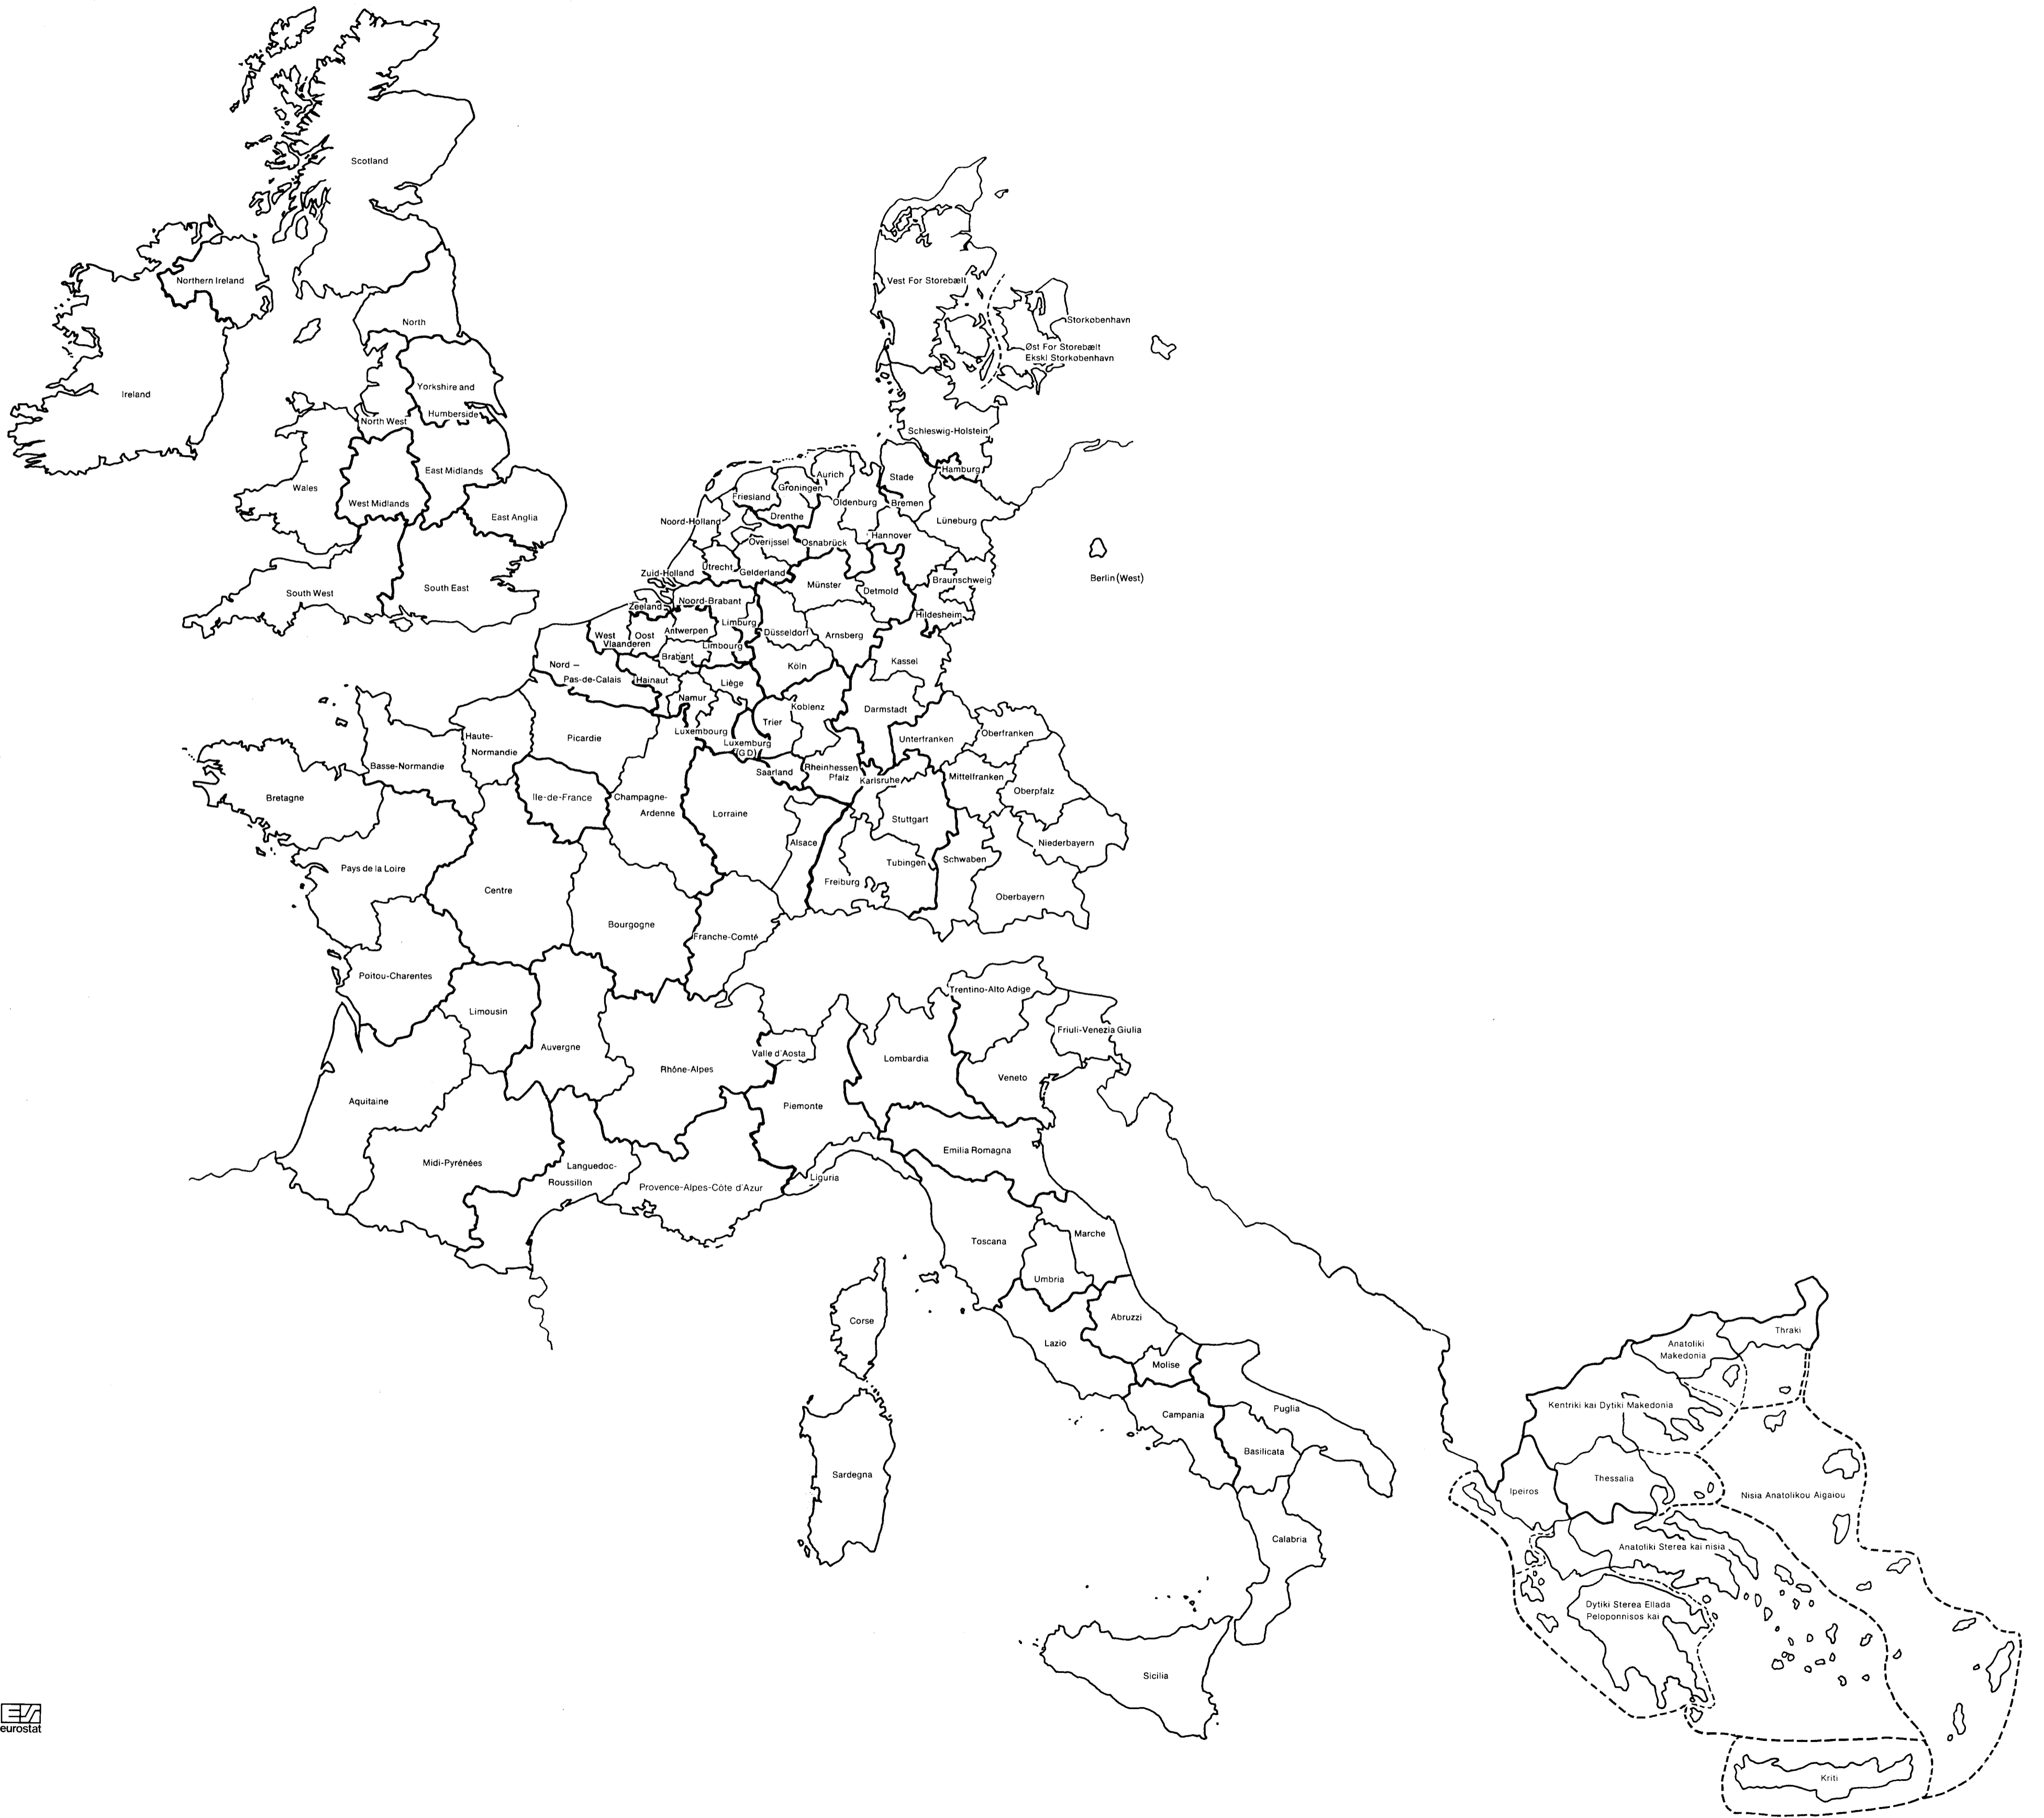 Scotland
Northern Ireland
Ireland
North
Yorkshire and
Humberside
North West
East Midlands
Wales
West Midlands
East Anglia
South West
South East
Vest For Storebælt
Storkøbenhavn
Øst For Storebælt
Ekskl Storkøbenhavn
Schleswig-Holstein
Hamburg
Stade
Aurich
Groningen
Friesland
Oldenburg
Bremen
Drenthe
Noord-Holland
Lüneburg
Hannover
Overijssel
Osnabrück
Utrecht
Gelderland
Zuid-Holland
Braunschweig
Berlin (West)
Münster
Detmold
Noord-Brabant
Zeeland
Hildesheim
Limburg
Antwerpen
Düsseldorf
Arnsberg
West
Oost
Vlaanderen
Limbourg
Brabant
Kassel
Köln
Nord –
Pas-de-Calais
Hainaut
Liège
Namur
Koblenz
Darmstadt
Trier
Luxembourg
Luxemburg
(G D)
Unterfranken
Oberfranken
Haute-
Normandie
Picardie
Basse-Normandie
Saarland
Rheinhessen
Pfalz
Karlsruhe
Mittelfranken
Oberpfalz
Bretagne
Ile-de-France
Champagne-
Ardenne
Lorraine
Stuttgart
Alsace
Niederbayern
Tubingen
Schwaben
Pays de la Loire
Freiburg
Centre
Oberbayern
Bourgogne
Franche-Comté
Poitou-Charentes
Trentino-Alto Adige
Limousin
Friuli-Venezia Giulia
Auvergne
Valle d'Aosta
Lombardia
Rhône-Alpes
Veneto
Aquitaine
Piemonte
Emilia Romagna
Midi-Pyrénées
Languedoc-
Roussillon
Provence-Alpes-Côte d'Azur
Liguria
Toscana
Marche
Umbria
Corse
Abruzzi
Lazio
Molise
Thraki
Anatoliki
Makedonia
Campania
Puglia
Kentriki kai Dytiki Makedonia
Basilicata
Sardegna
Thessalia
Ipeiros
Nisia Anatolikou Aigaiou
Calabria
Anatoliki Sterea kai nisia
Dytiki Sterea Ellada
Peloponnisos kai
Sicilia
eurostat
Kriti